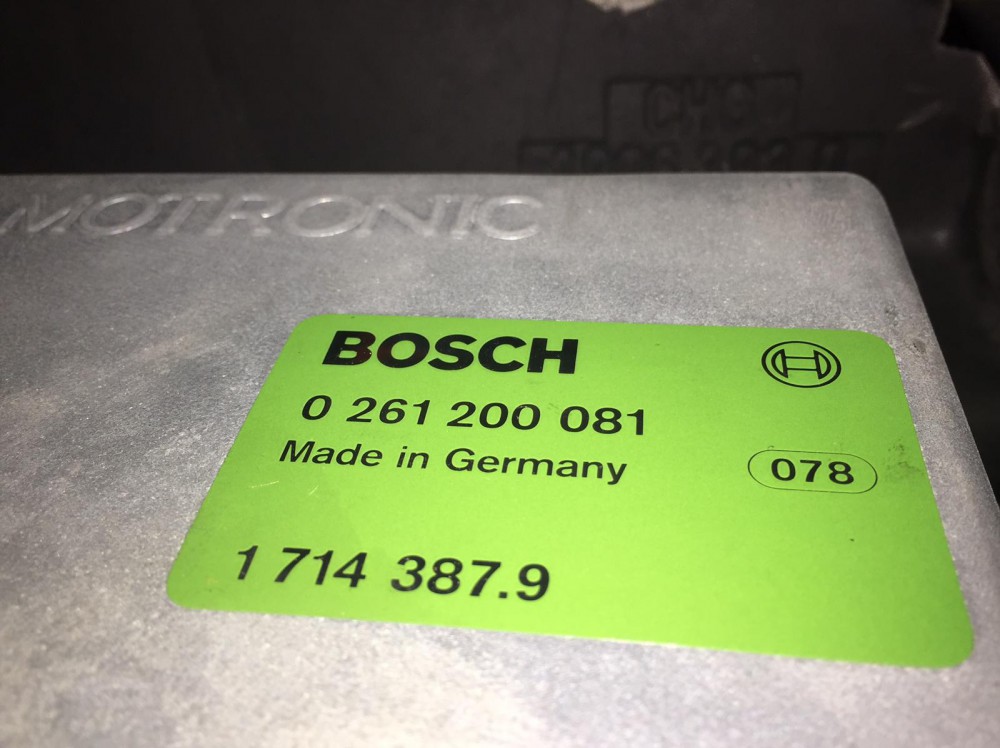 MOTRONIC
BOSCH
0 261 200 081
Made in Germany
078
1 714 387.9